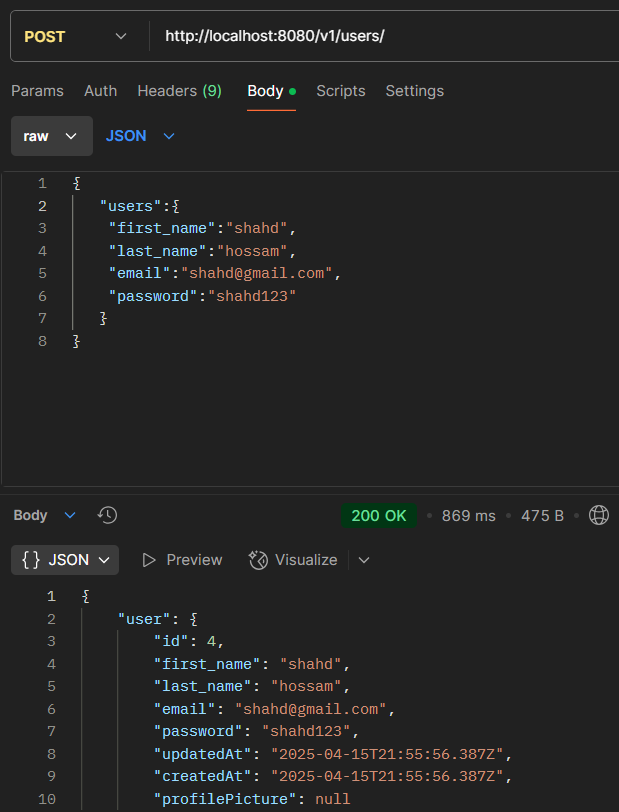 POST http://localhost:8080/v1/users/
Params Auth Headers (9) Body Scripts Settings
raw JSON
1 {
2 "users":{
3 "first_name":"shahd",
4 "last_name":"hossam",
5 "email":"shahd@gmail.com",
6 "password":"shahd123"
7 }
8 }
Body 200 OK • 869 ms • 475 B •
{} JSON Preview Visualize
1 {
2 "user": {
3 "id": 4,
4 "first_name": "shahd",
5 "last_name": "hossam",
6 "email": "shahd@gmail.com",
7 "password": "shahd123",
8 "updatedAt": "2025-04-15T21:55:56.387Z",
9 "createdAt": "2025-04-15T21:55:56.387Z",
10 "profilePicture": null